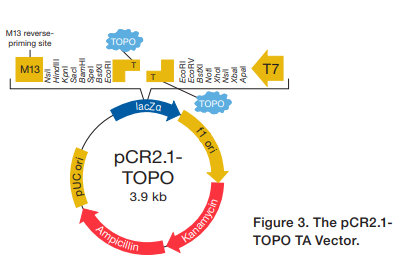 M13 reverse-
priming site
TOPO
M13
NsiI
HindIII
KpnI
SacI
BamHI
SpeI
BstXI
EcoRI
T
T
EcoRI
EcoRV
BstXI
NotI
XhoI
NsiI
XbaI
ApaI
T7
TOPO
lacZα
f1 ori
pUC ori
pCR2.1-
TOPO
3.9 kb
Kanamycin
Ampicillin
Figure 3. The pCR2.1-
TOPO TA Vector.